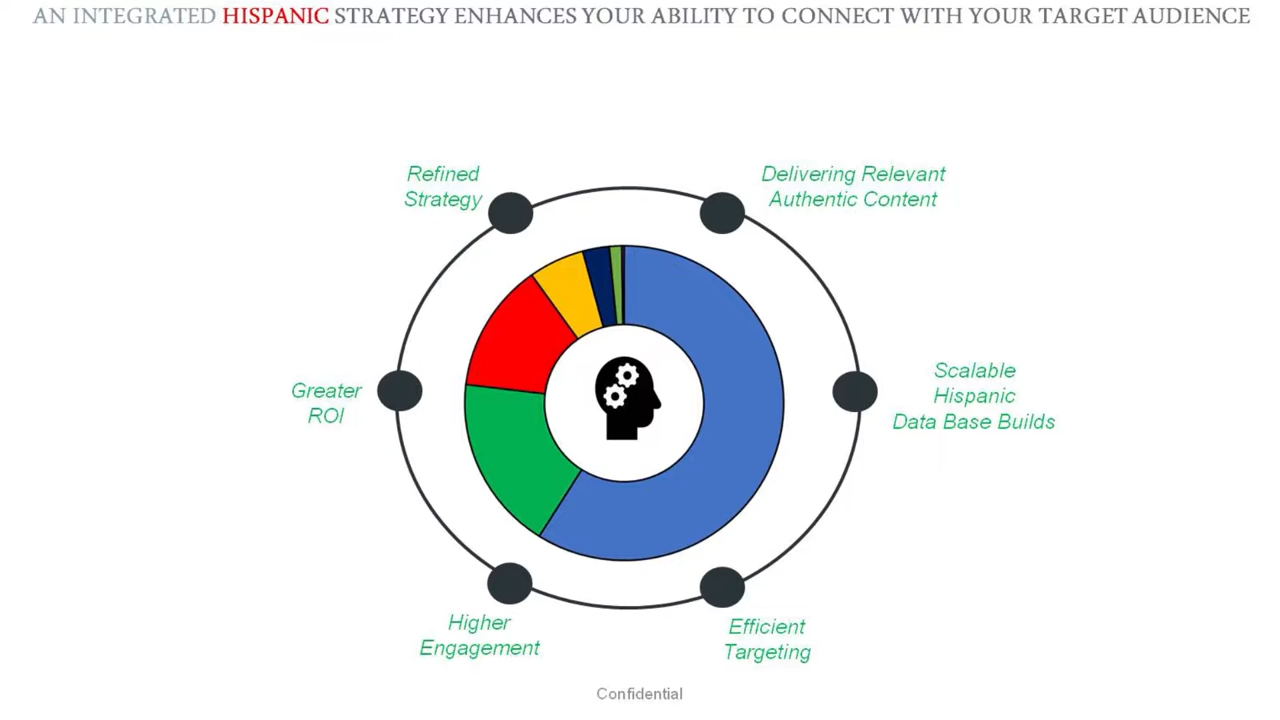 AN INTEGRATED HISPANIC STRATEGY ENHANCES YOUR ABILITY TO CONNECT WITH YOUR TARGET AUDIENCE
Refined
Strategy
Delivering Relevant
Authentic Content
Greater
ROI
Scalable
Hispanic
Data Base Builds
Higher
Engagement
Efficient
Targeting
Confidential